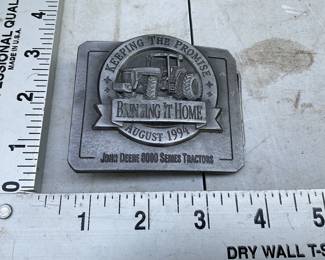 KEEPING THE PROMISE
BRINGING IT HOME
AUGUST 1994
JOHN DEERE 8000 SERIES TRACTORS
MADE IN U.S.A.
0 1 2 3 4
1 2 3 4 5
DRY WALL T-S